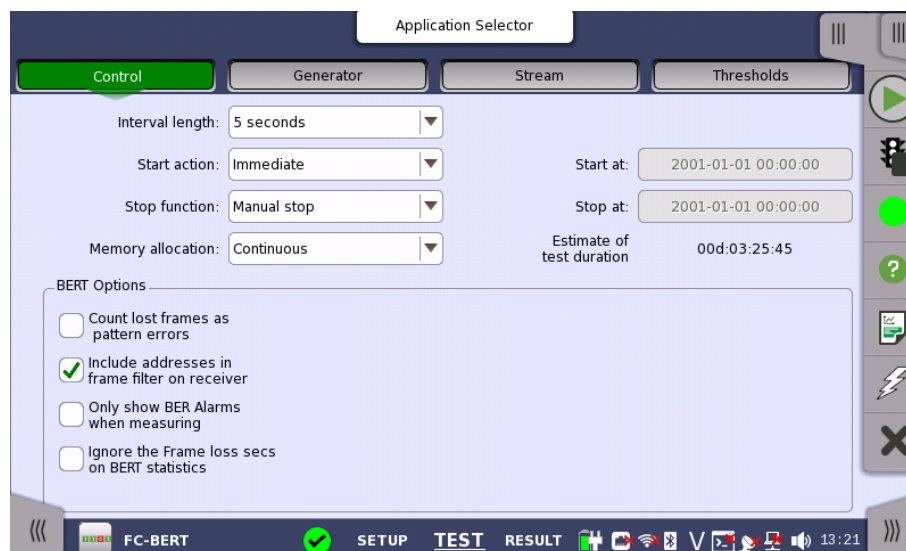 Application Selector
Control
Generator
Stream
Thresholds
Interval length: 5 seconds
Start action: Immediate
Start at: 2001-01-01 00:00:00
Stop function: Manual stop
Stop at: 2001-01-01 00:00:00
Memory allocation: Continuous
Estimate of
test duration
00d:03:25:45
BERT Options
Count lost frames as
pattern errors
Include addresses in
frame filter on receiver
Only show BER Alarms
when measuring
Ignore the Frame loss secs
on BERT statistics
FC-BERT
SETUP TEST RESULT V 13:21